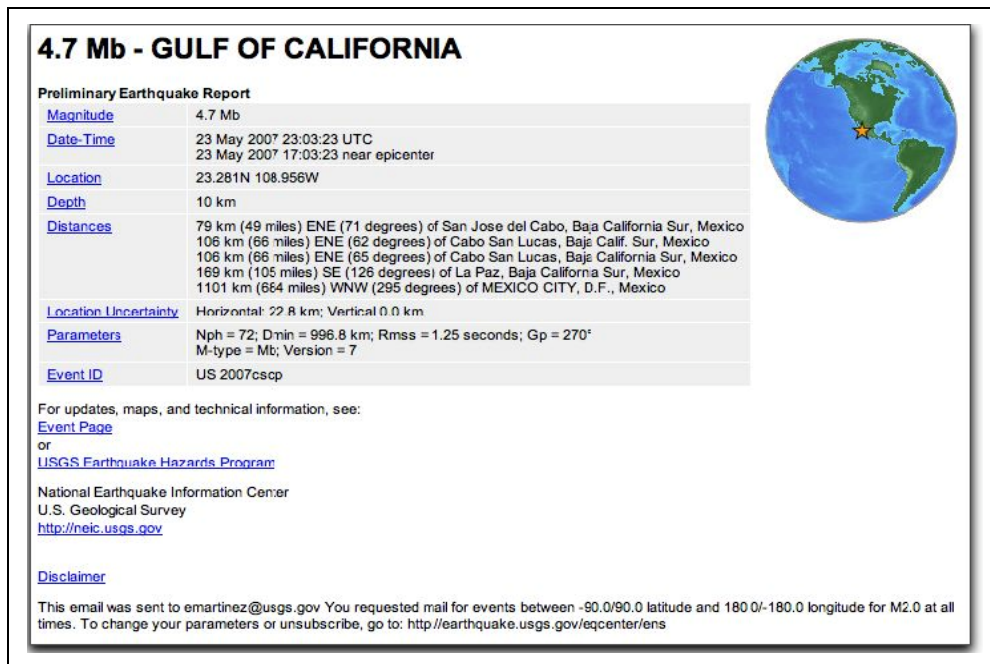 4.7 Mb - GULF OF CALIFORNIA
Preliminary Earthquake Report
Magnitude 4.7 Mb
Date-Time 23 May 2007 23:03:23 UTC
23 May 2007 17:03:23 near epicenter
Location 23.281N 108.956W
Depth 10 km
Distances 79 km (49 miles) ENE (71 degrees) of San Jose del Cabo, Baja California Sur, Mexico
106 km (66 miles) ENE (62 degrees) of Cabo San Lucas, Baja Calif. Sur, Mexico
106 km (66 miles) ENE (65 degrees) of Cabo San Lucas, Baja California Sur, Mexico
169 km (105 miles) SE (126 degrees) of La Paz, Baja California Sur, Mexico
1101 km (684 miles) WNW (295 degrees) of MEXICO CITY, D.F., Mexico
Location Uncertainty Horizontal: 22.8 km; Vertical 0.0 km
Parameters Nph = 72; Dmin = 996.8 km; Rmss = 1.25 seconds; Gp = 270°
M-type = Mb; Version = 7
Event ID US 2007cscp
For updates, maps, and technical information, see:
Event Page
or
USGS Earthquake Hazards Program
National Earthquake Information Center
U.S. Geological Survey
http://neic.usgs.gov
Disclaimer
This email was sent to emartinez@usgs.gov You requested mail for events between -90.0/90.0 latitude and 180.0/-180.0 longitude for M2.0 at all
times. To change your parameters or unsubscribe, go to: http://earthquake.usgs.gov/eqcenter/ens